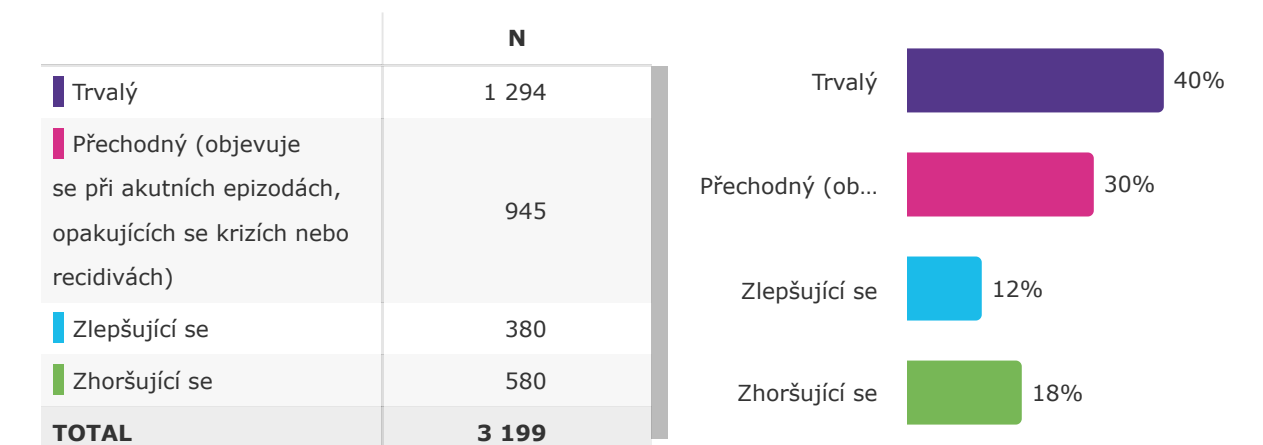 N
Trvalý 1 294
Přechodný (objevuje
se při akutních epizodách,
opakujících se krizích nebo
recidivách)
945
Zlepšující se 380
Zhoršující se 580
TOTAL 3 199
Trvalý 40%
Přechodný (ob… 30%
Zlepšující se 12%
Zhoršující se 18%